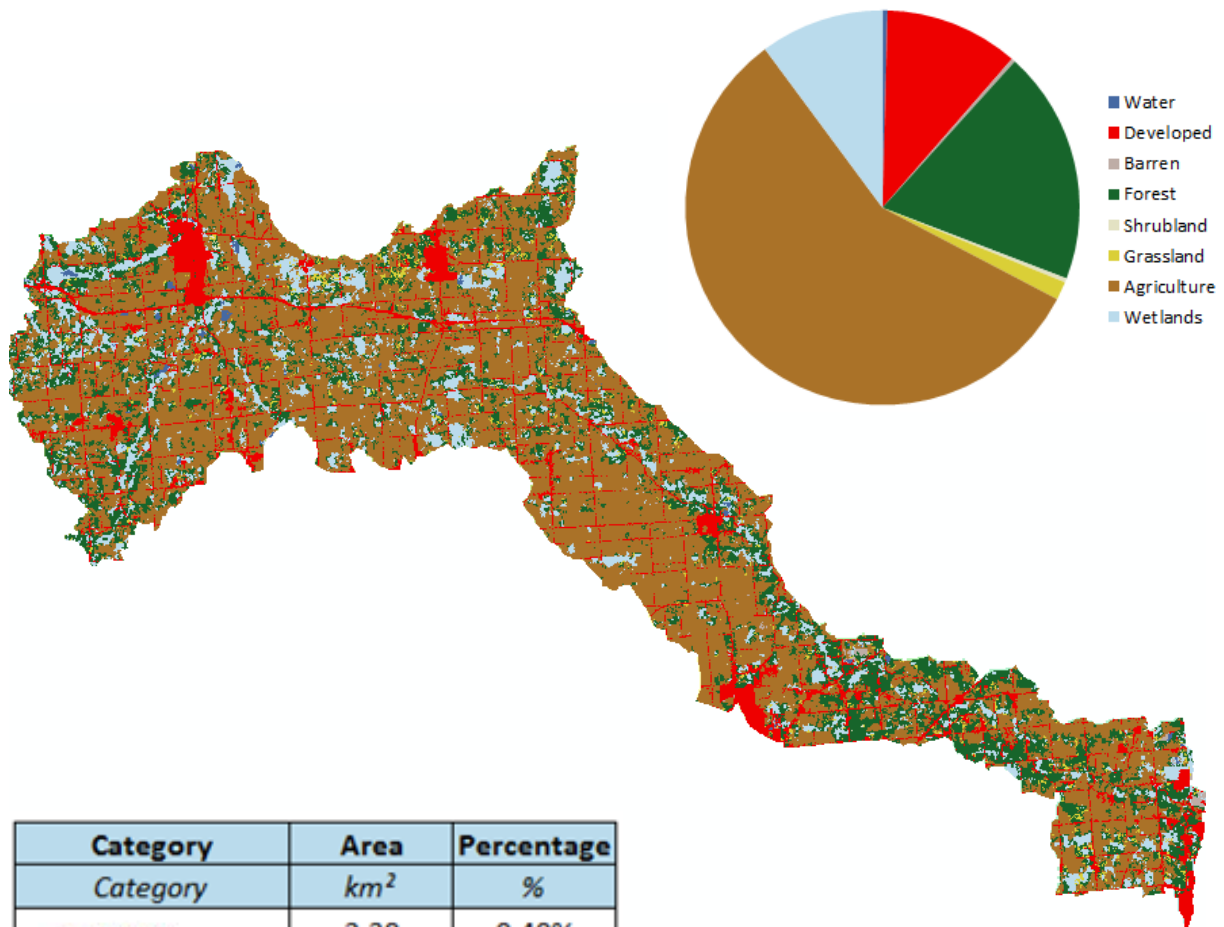 Water
Developed
Barren
Forest
Shrubland
Grassland
Agriculture
Wetlands
Category Area Percentage
Category km² %